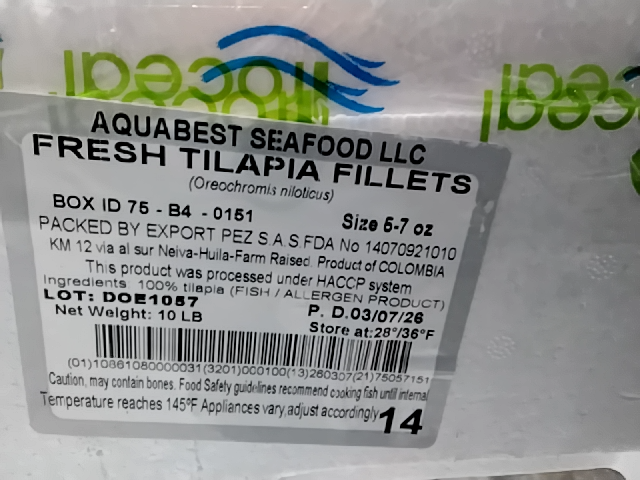 AQUABEST SEAFOOD LLC
FRESH TILAPIA FILLETS
(Oreochromis niloticus)
BOX ID 75 - B4 - 0151 Size 5-7 oz
PACKED BY EXPORT PEZ S.A.S.FDA No 14070921010
KM 12 via al sur Neiva-Huila-Farm Raised. Product of COLOMBIA
This product was processed under HACCP system
Ingredients: 100% tilapia (FISH / ALLERGEN PRODUCT)
LOT: DOE1057 P. D.03/07/26
Net Weight: 10 LB Store at:28°/36°F
(01)10861080000031(3201)000100(13)260307(21)75057151
Caution, may contain bones. Food Safety guidelines recommend cooking fish until internal
Temperature reaches 145ºF Appliances vary,adjust accordingly 14